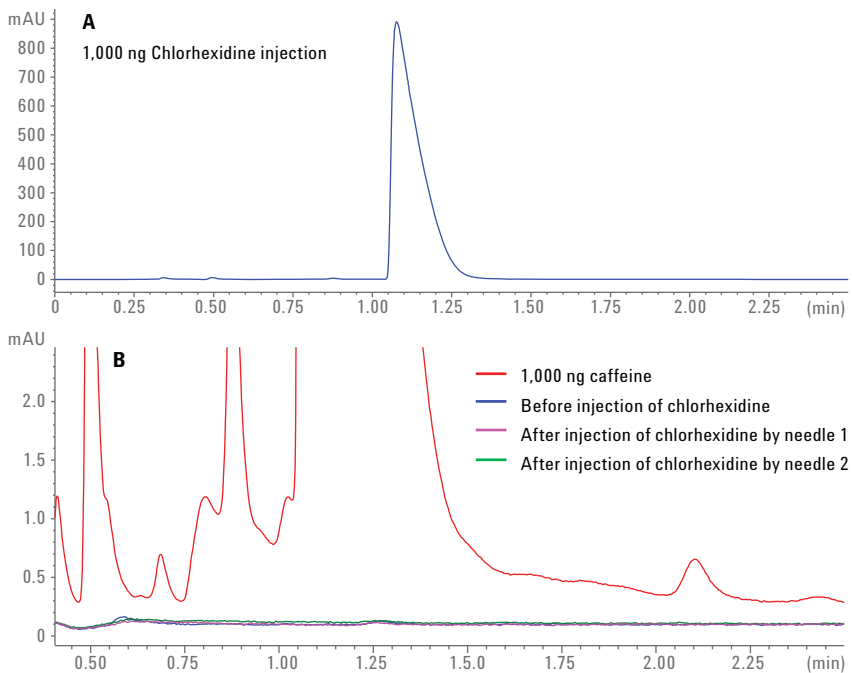 mAU
A
1,000 ng Chlorhexidine injection
800
700
600
500
400
300
200
100
0
0 0.25 0.50 0.75 1.00 1.25 1.50 1.75 2.00 2.25 (min)
mAU
B
1,000 ng caffeine
Before injection of chlorhexidine
After injection of chlorhexidine by needle 1
After injection of chlorhexidine by needle 2
2.0
1.5
1.0
0.5
0
0.50 0.75 1.00 1.25 1.5.0 1.75 2.00 2.25 (min)